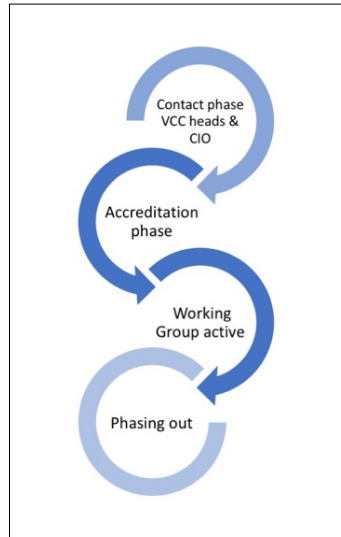 Contact phase
VCC heads &
CIO
Accreditation
phase
Working
Group active
Phasing out